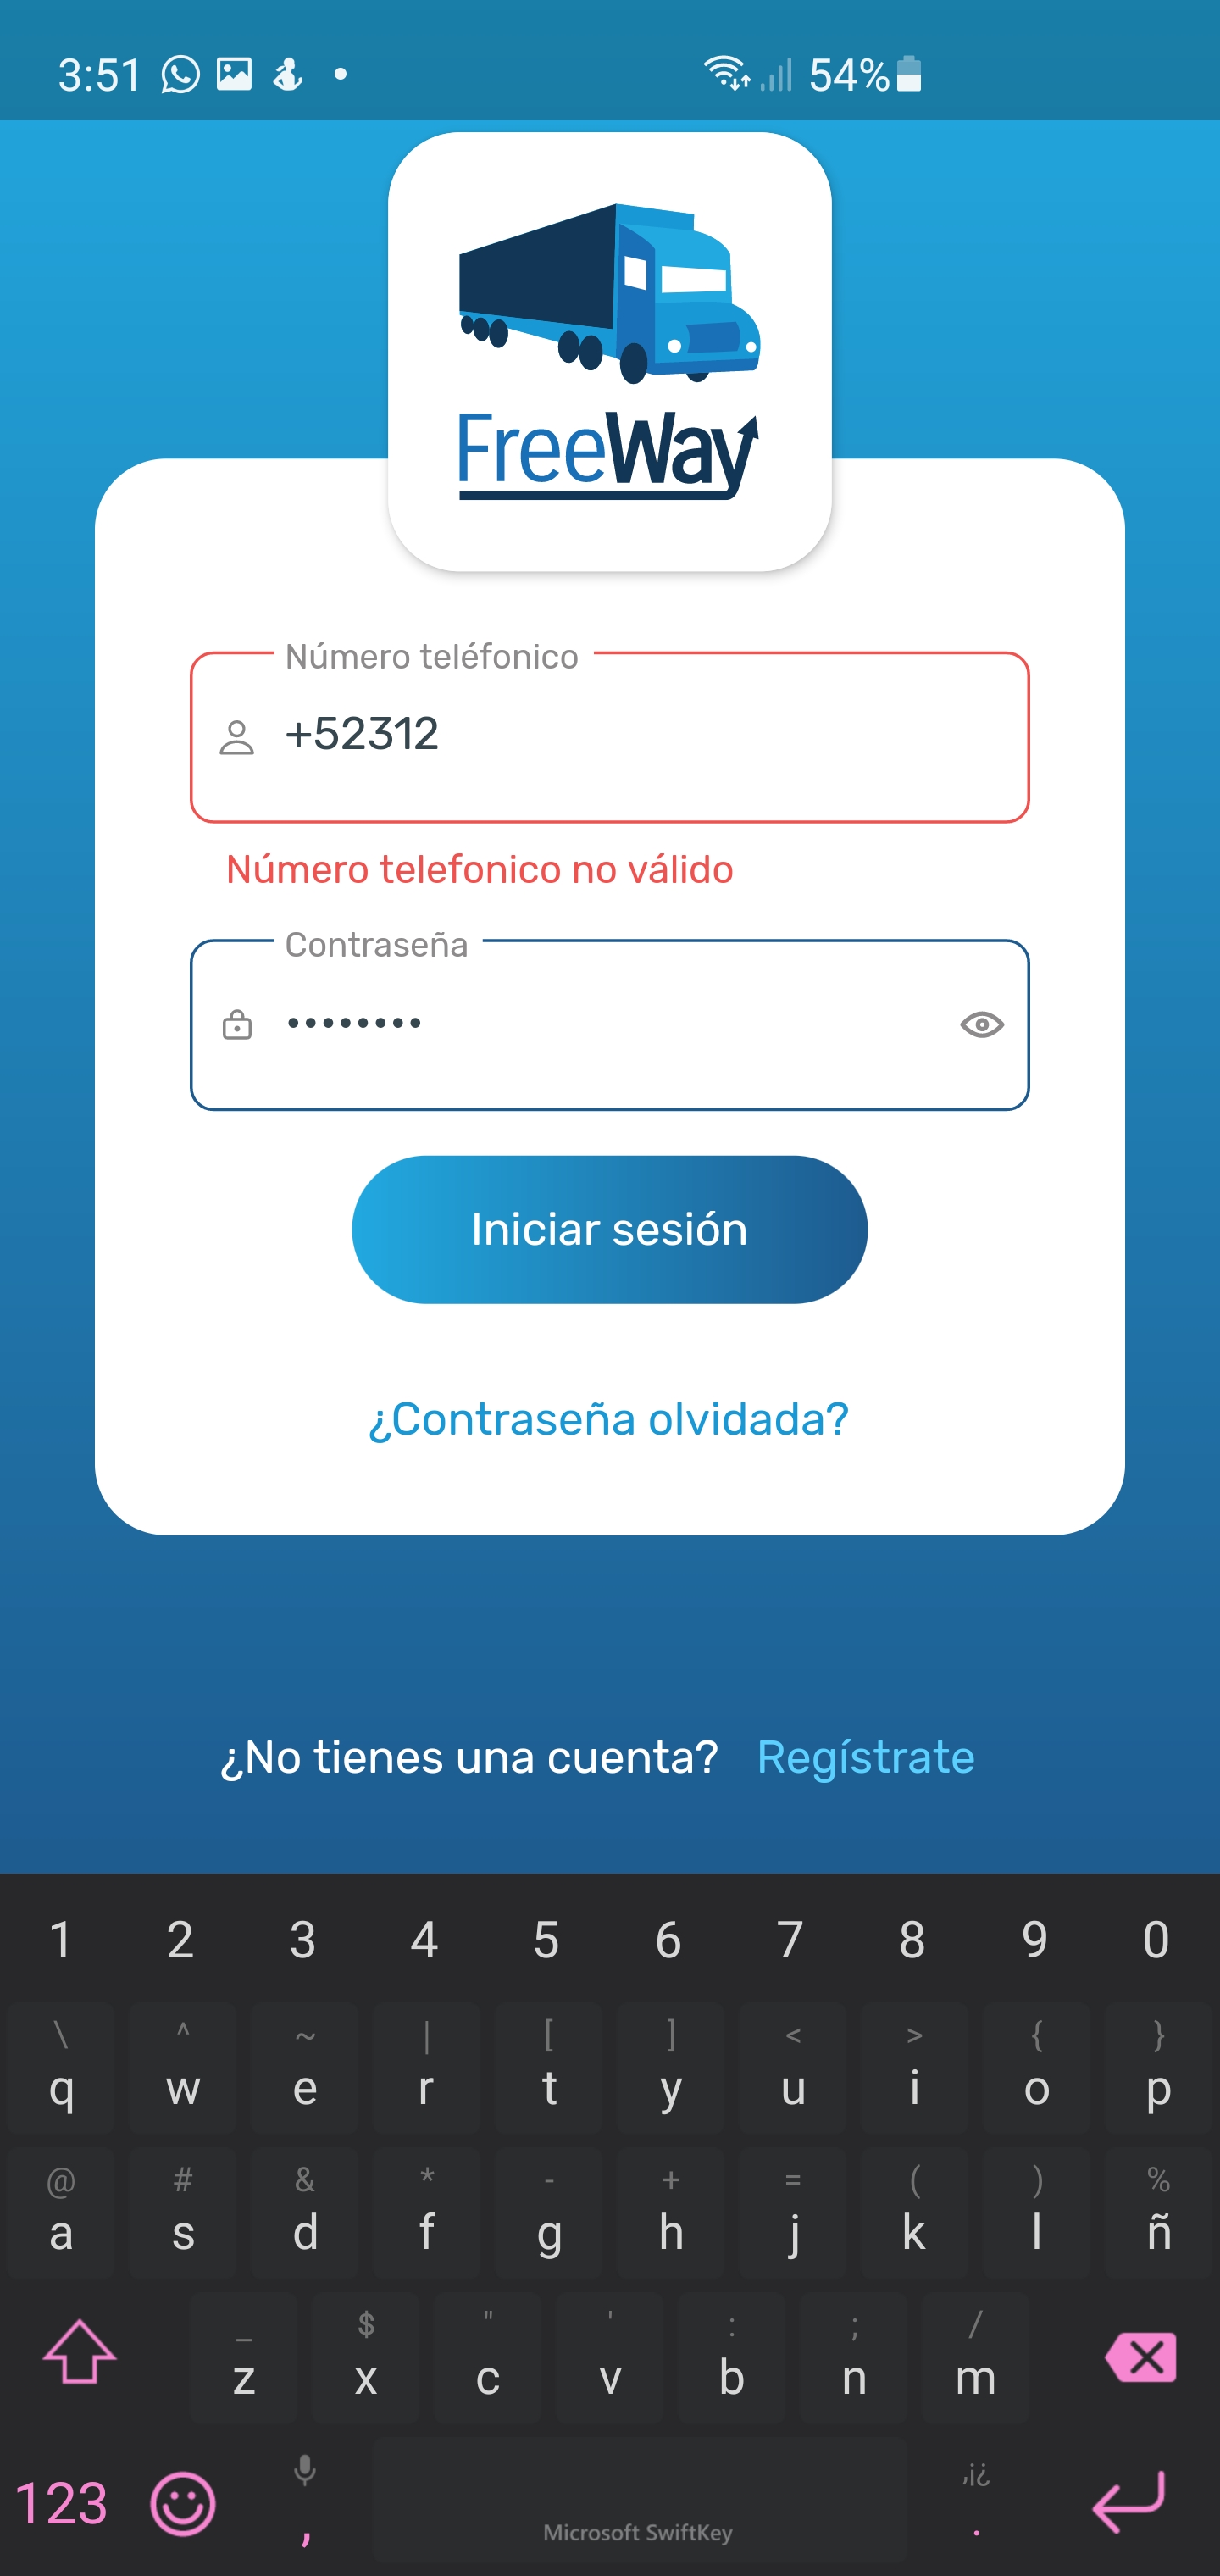 3:51 54%
FreeWay
Número teléfonico
+52312
Número telefonico no válido
Contraseña
••••••••
Iniciar sesión
¿Contraseña olvidada?
¿No tienes una cuenta? Regístrate
1 2 3 4 5 6 7 8 9 0
\ ^ ~ | [ ] < > { }
q w e r t y u i o p
@ # & * - + = ( ) %
a s d f g h j k l ñ
_ $ " ' : ; /
z x c v b n m
,¡¿
123 , .
Microsoft SwiftKey